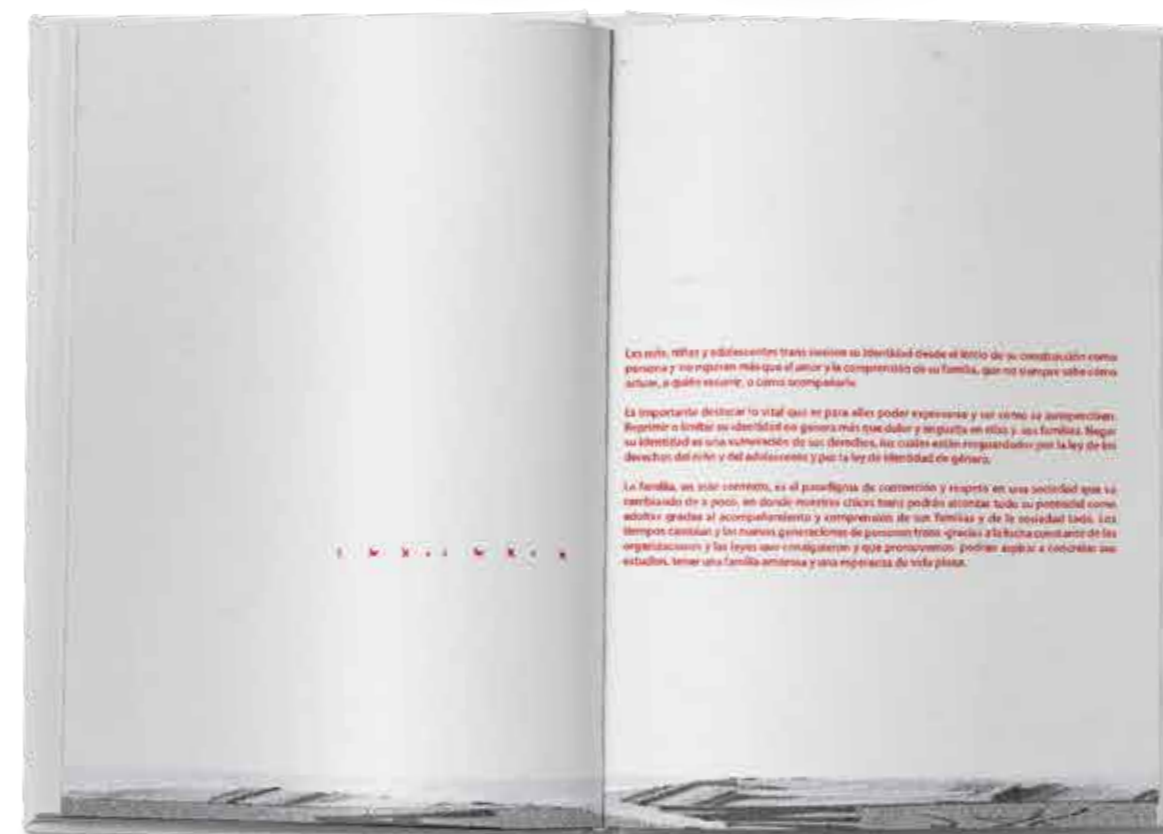 Les niñs, niñas y adolescentes trans vivencian su identidad desde el inicio de su construcción como
persona y no requieren más que el amor y la comprensión de su familia, que no siempre sabe cómo
actuar, a quién recurrir, o cómo acompañarle.
Es importante destacar lo vital que es para elles poder expresarse y ser como se autoperciben.
Reprimir o limitar su identidad no genera más que dolor y angustia en ellas y sus familias. Negar
su identidad es una vulneración de sus derechos, los cuales están resguardados por la ley de los
derechos del niño y del adolescente y por la ley de identidad de género.
La familia, en este contexto, es el paradigma de contención y respeto en una sociedad que va
cambiando de a poco, en donde nuestros chicos trans podrán alcanzar todo su potencial como
adultos gracias al acompañamiento y comprensión de sus familias y de la sociedad toda. Los
tiempos cambian y las nuevas generaciones de personas trans -gracias a la lucha constante de las
organizaciones y las leyes que conseguieron y que promovemos- podrán aspirar a concretar sus
estudios, tener una familia amorosa y una esperanza de vida plena.